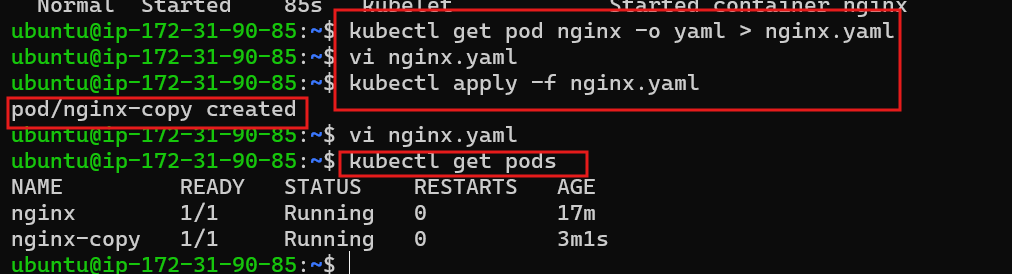 Normal  Started    85s   kubelet            Started container nginx
ubuntu@ip-172-31-90-85:~$ kubectl get pod nginx -o yaml > nginx.yaml
ubuntu@ip-172-31-90-85:~$ vi nginx.yaml
ubuntu@ip-172-31-90-85:~$ kubectl apply -f nginx.yaml
pod/nginx-copy created
ubuntu@ip-172-31-90-85:~$ vi nginx.yaml
ubuntu@ip-172-31-90-85:~$ kubectl get pods
NAME         READY   STATUS    RESTARTS   AGE
nginx        1/1     Running   0          17m
nginx-copy   1/1     Running   0          3m1s
ubuntu@ip-172-31-90-85:~$